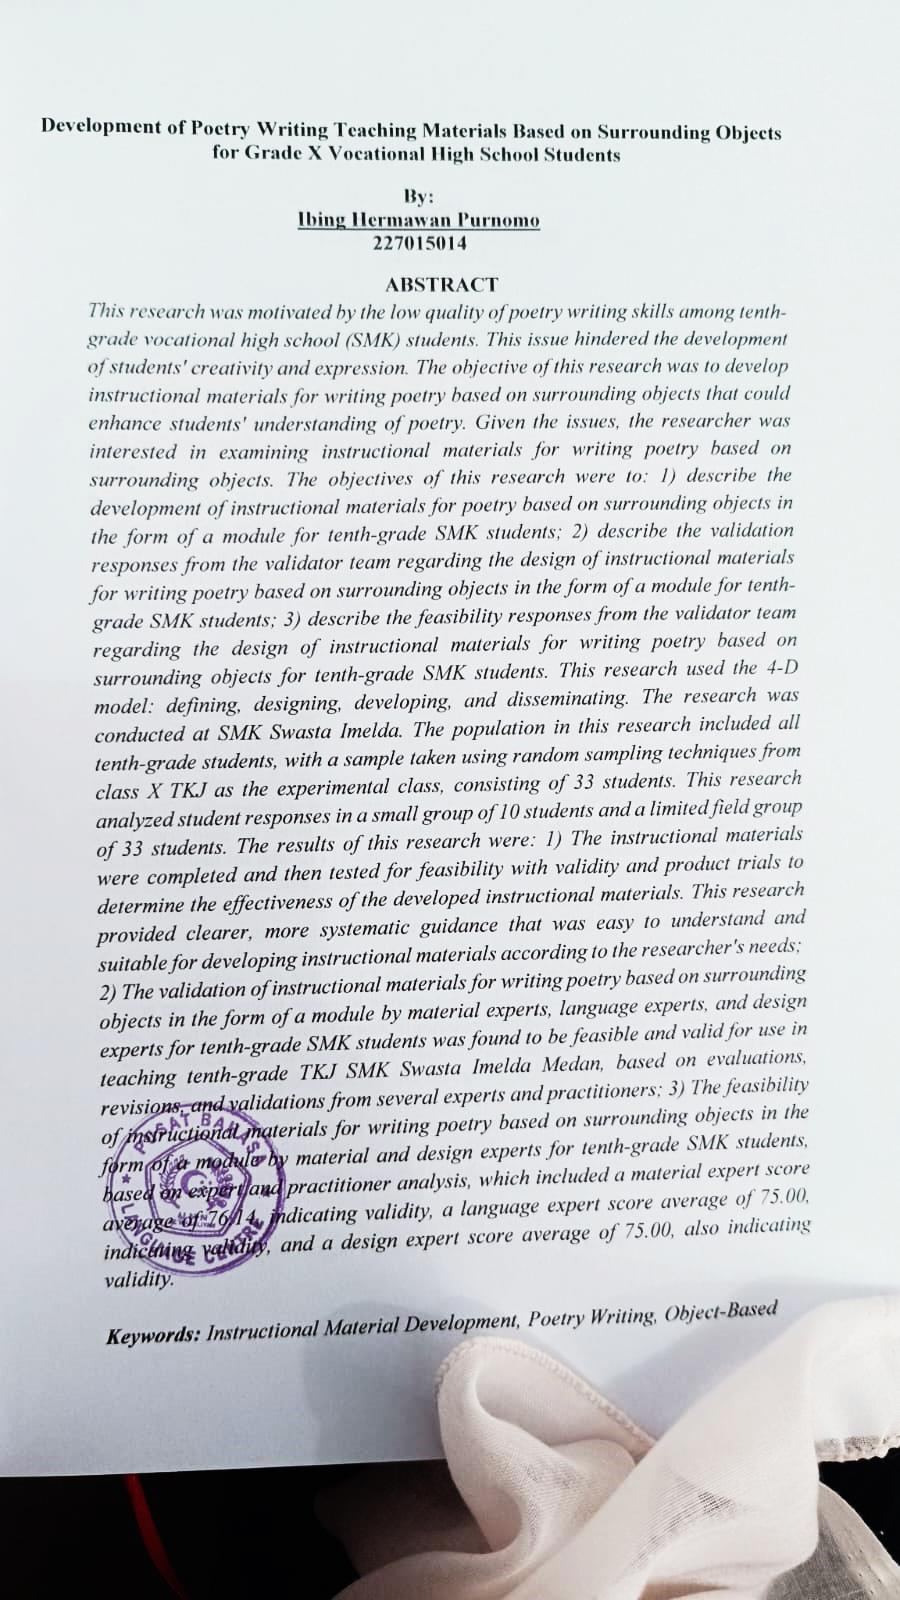 Development of Poetry Writing Teaching Materials Based on Surrounding Objects
for Grade X Vocational High School Students
By:
Ibing Hermawan Purnomo
227015014
ABSTRACT
This research was motivated by the low quality of poetry writing skills among tenth-
grade vocational high school (SMK) students. This issue hindered the development
of students' creativity and expression. The objective of this research was to develop
instructional materials for writing poetry based on surrounding objects that could
enhance students' understanding of poetry. Given the issues, the researcher was
interested in examining instructional materials for writing poetry based on
surrounding objects. The objectives of this research were to: 1) describe the
development of instructional materials for poetry based on surrounding objects in
the form of a module for tenth-grade SMK students; 2) describe the validation
responses from the validator team regarding the design of instructional materials
for writing poetry based on surrounding objects in the form of a module for tenth-
grade SMK students; 3) describe the feasibility responses from the validator team
regarding the design of instructional materials for writing poetry based on
surrounding objects for tenth-grade SMK students. This research used the 4-D
model: defining, designing, developing, and disseminating. The research was
conducted at SMK Swasta Imelda. The population in this research included all
tenth-grade students, with a sample taken using random sampling techniques from
class X TKJ as the experimental class, consisting of 33 students. This research
analyzed student responses in a small group of 10 students and a limited field group
of 33 students. The results of this research were: 1) The instructional materials
were completed and then tested for feasibility with validity and product trials to
determine the effectiveness of the developed instructional materials. This research
provided clearer, more systematic guidance that was easy to understand and
suitable for developing instructional materials according to the researcher's needs;
2) The validation of instructional materials for writing poetry based on surrounding
objects in the form of a module by material experts, language experts, and design
experts for tenth-grade SMK students was found to be feasible and valid for use in
teaching tenth-grade TKJ SMK Swasta Imelda Medan, based on evaluations,
revisions, and validations from several experts and practitioners; 3) The feasibility
of instructional materials for writing poetry based on surrounding objects in the
form of a module by material and design experts for tenth-grade SMK students,
based on expert and practitioner analysis, which included a material expert score
average of 76.14, indicating validity, a language expert score average of 75.00,
indicating validity, and a design expert score average of 75.00, also indicating
validity.
PUSAT BAHASA
LANGUAGE CENTRE
Keywords: Instructional Material Development, Poetry Writing, Object-Based